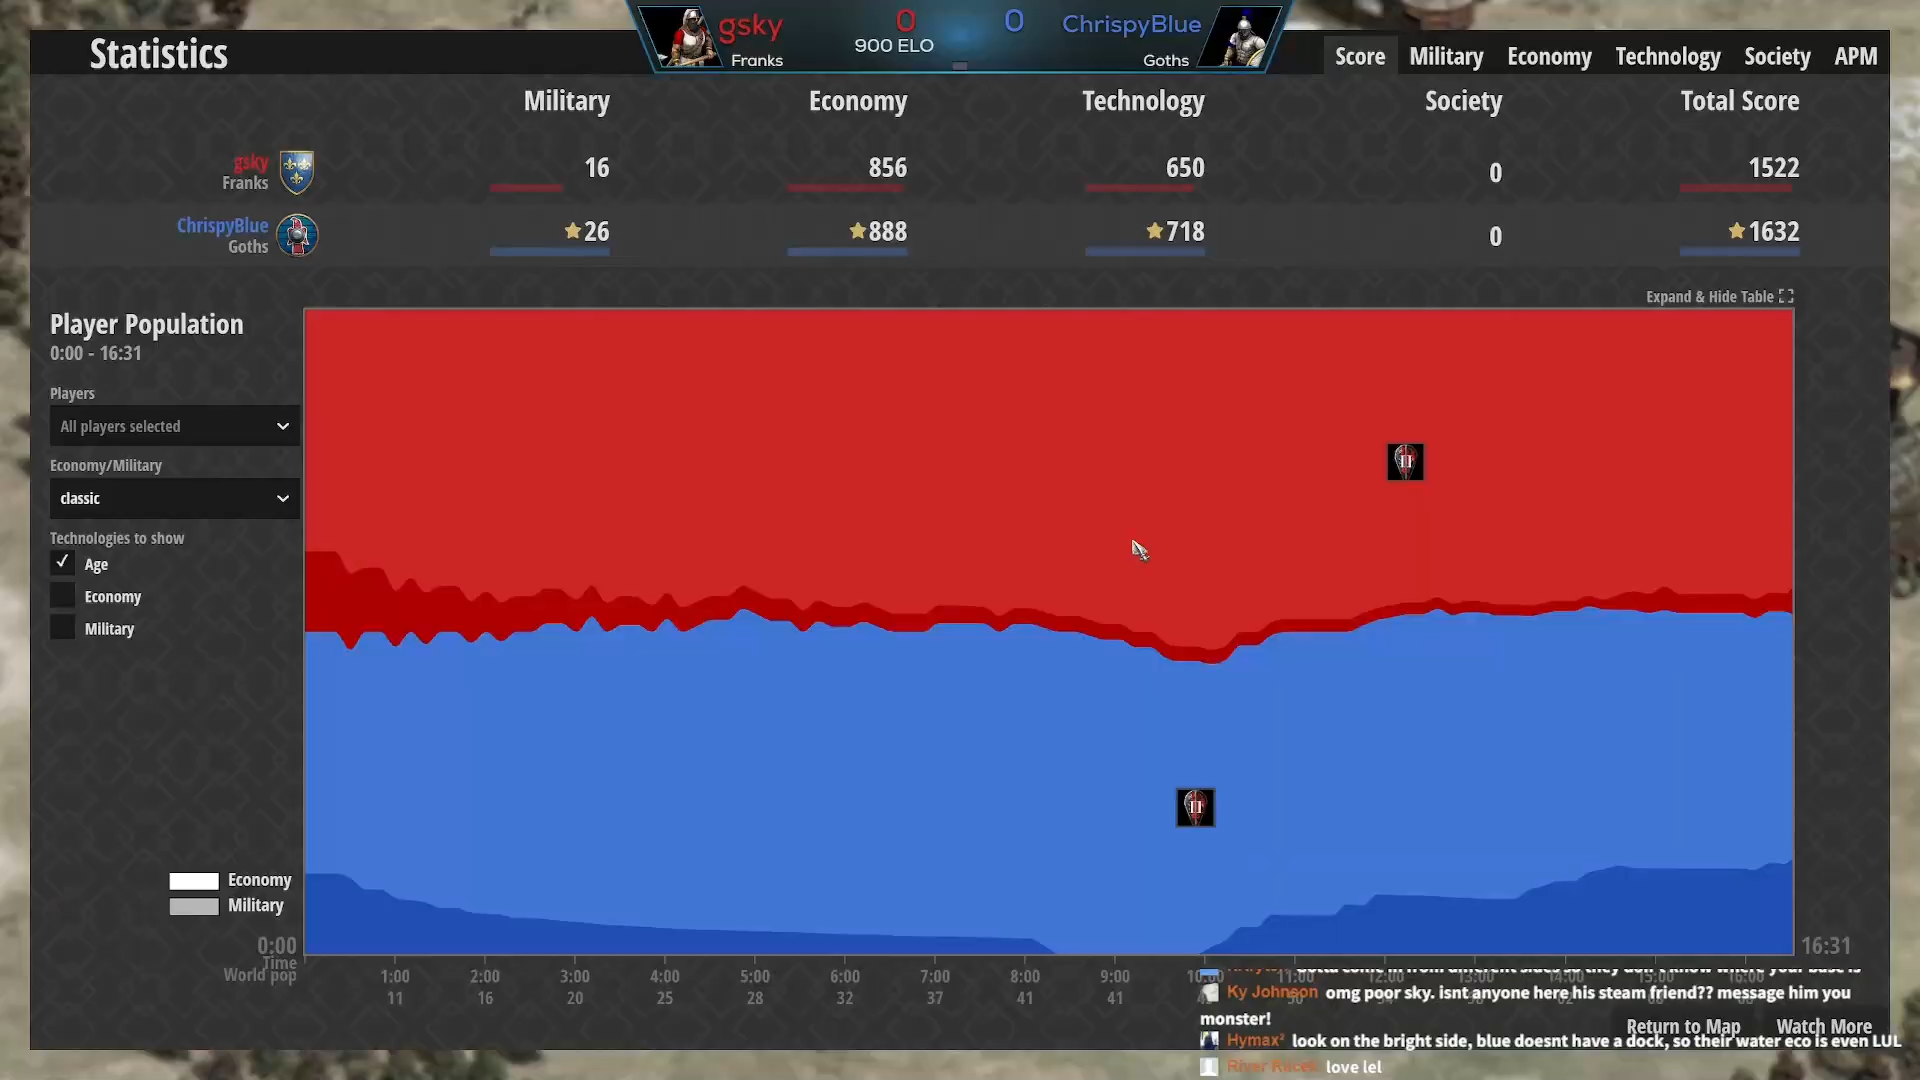 gsky
0
0
ChrispyBlue
900 ELO
Franks
Goths
Statistics
Score Military Economy Technology Society APM
Military Economy Technology Society Total Score
gsky
Franks
16 856 650 0 1522
ChrispyBlue
Goths
26 888 718 0 1632
Expand & Hide Table
Player Population
0:00 - 16:31
Players
All players selected
Economy/Military
classic
Technologies to show
Age
Economy
Military
II
II
Economy
Military
0:00
16:31
Time
1:00 2:00 3:00 4:00 5:00 6:00 7:00 8:00 9:00
World pop
11 16 20 25 28 32 37 41 41
Ky Johnson omg poor sky. isnt anyone here his steam friend?? message him you
monster!
Return to Map Watch More
Hymax² look on the bright side, blue doesnt have a dock, so their water eco is even LUL
love lel